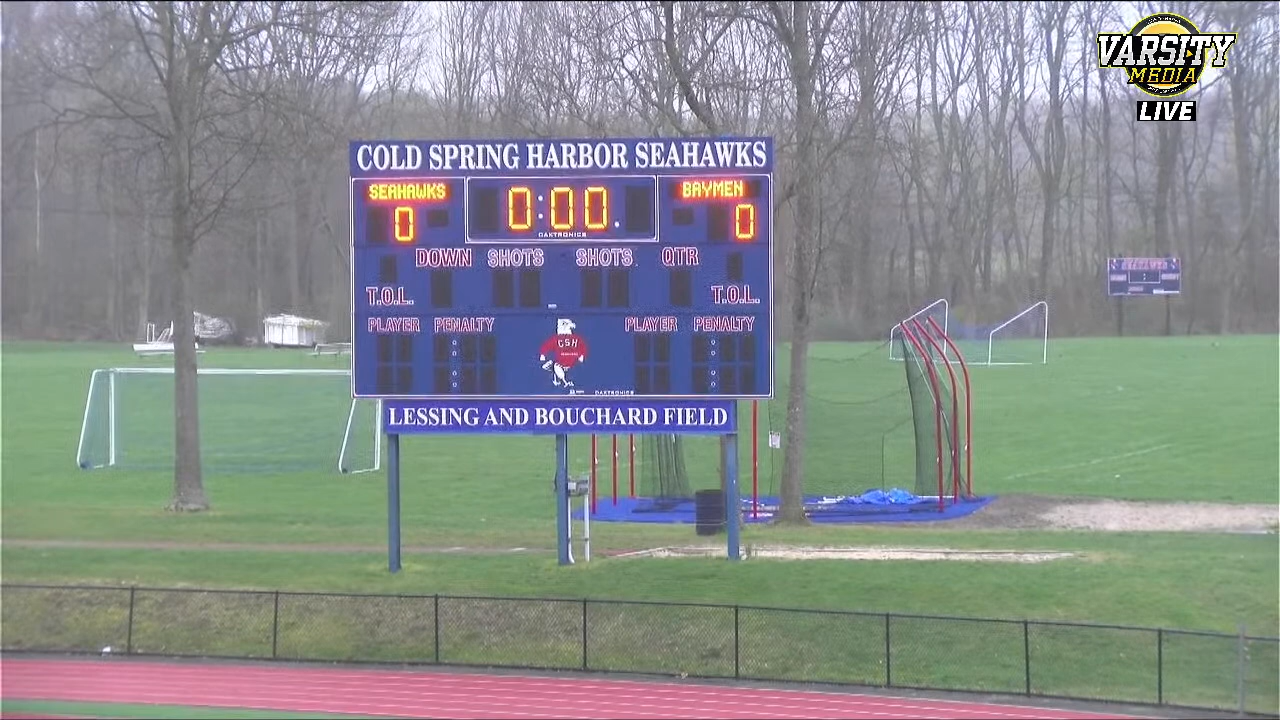 VARSITY
MEDIA
LIVE
COLD SPRING HARBOR SEAHAWKS
SEAHAWKS 0:00. BAYMEN
0 0
DAKTRONICS
DOWN SHOTS SHOTS QTR
T.O.L. T.O.L.
PLAYER PENALTY PLAYER PENALTY
CSH
DAKTRONICS
LESSING AND BOUCHARD FIELD
SEAHAWKS